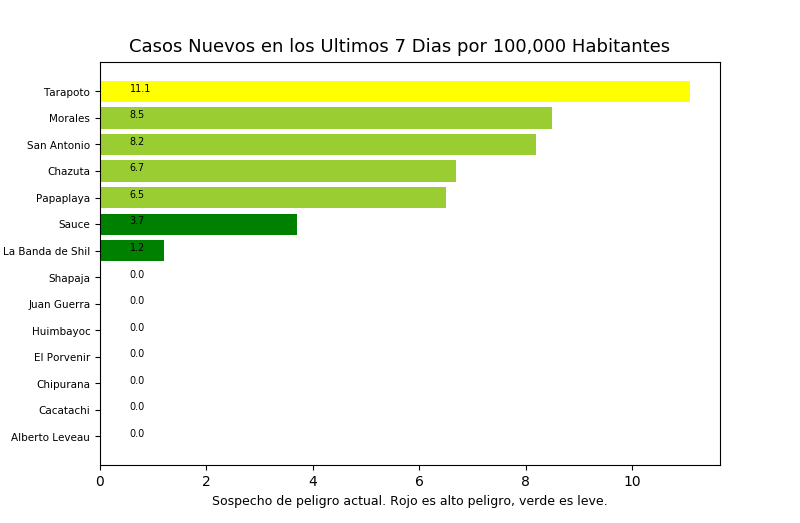 Casos Nuevos en los Ultimos 7 Dias por 100,000 Habitantes
Tarapoto 11.1
Morales 8.5
San Antonio 8.2
Chazuta 6.7
Papaplaya 6.5
Sauce 3.7
La Banda de Shil 1.2
Shapaja 0.0
Juan Guerra 0.0
Huimbayoc 0.0
El Porvenir 0.0
Chipurana 0.0
Cacatachi 0.0
Alberto Leveau 0.0
0 2 4 6 8 10
Sospecho de peligro actual. Rojo es alto peligro, verde es leve.